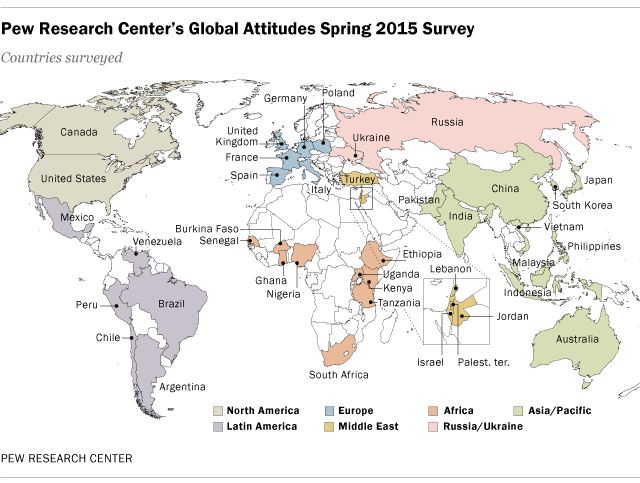 Pew Research Center's Global Attitudes Spring 2015 Survey
Countries surveyed
Germany
Poland
Canada
United
Kingdom
Ukraine
Russia
France
United States
Spain
Italy
Turkey
China
Japan
South Korea
Pakistan
India
Mexico
Vietnam
Burkina Faso
Senegal
Venezuela
Philippines
Ethiopia
Malaysia
Lebanon
Uganda
Ghana
Kenya
Nigeria
Indonesia
Peru
Brazil
Tanzania
Jordan
Chile
Australia
Israel
Palest. ter.
South Africa
Argentina
North America
Europe
Africa
Asia/Pacific
Latin America
Middle East
Russia/Ukraine
PEW RESEARCH CENTER